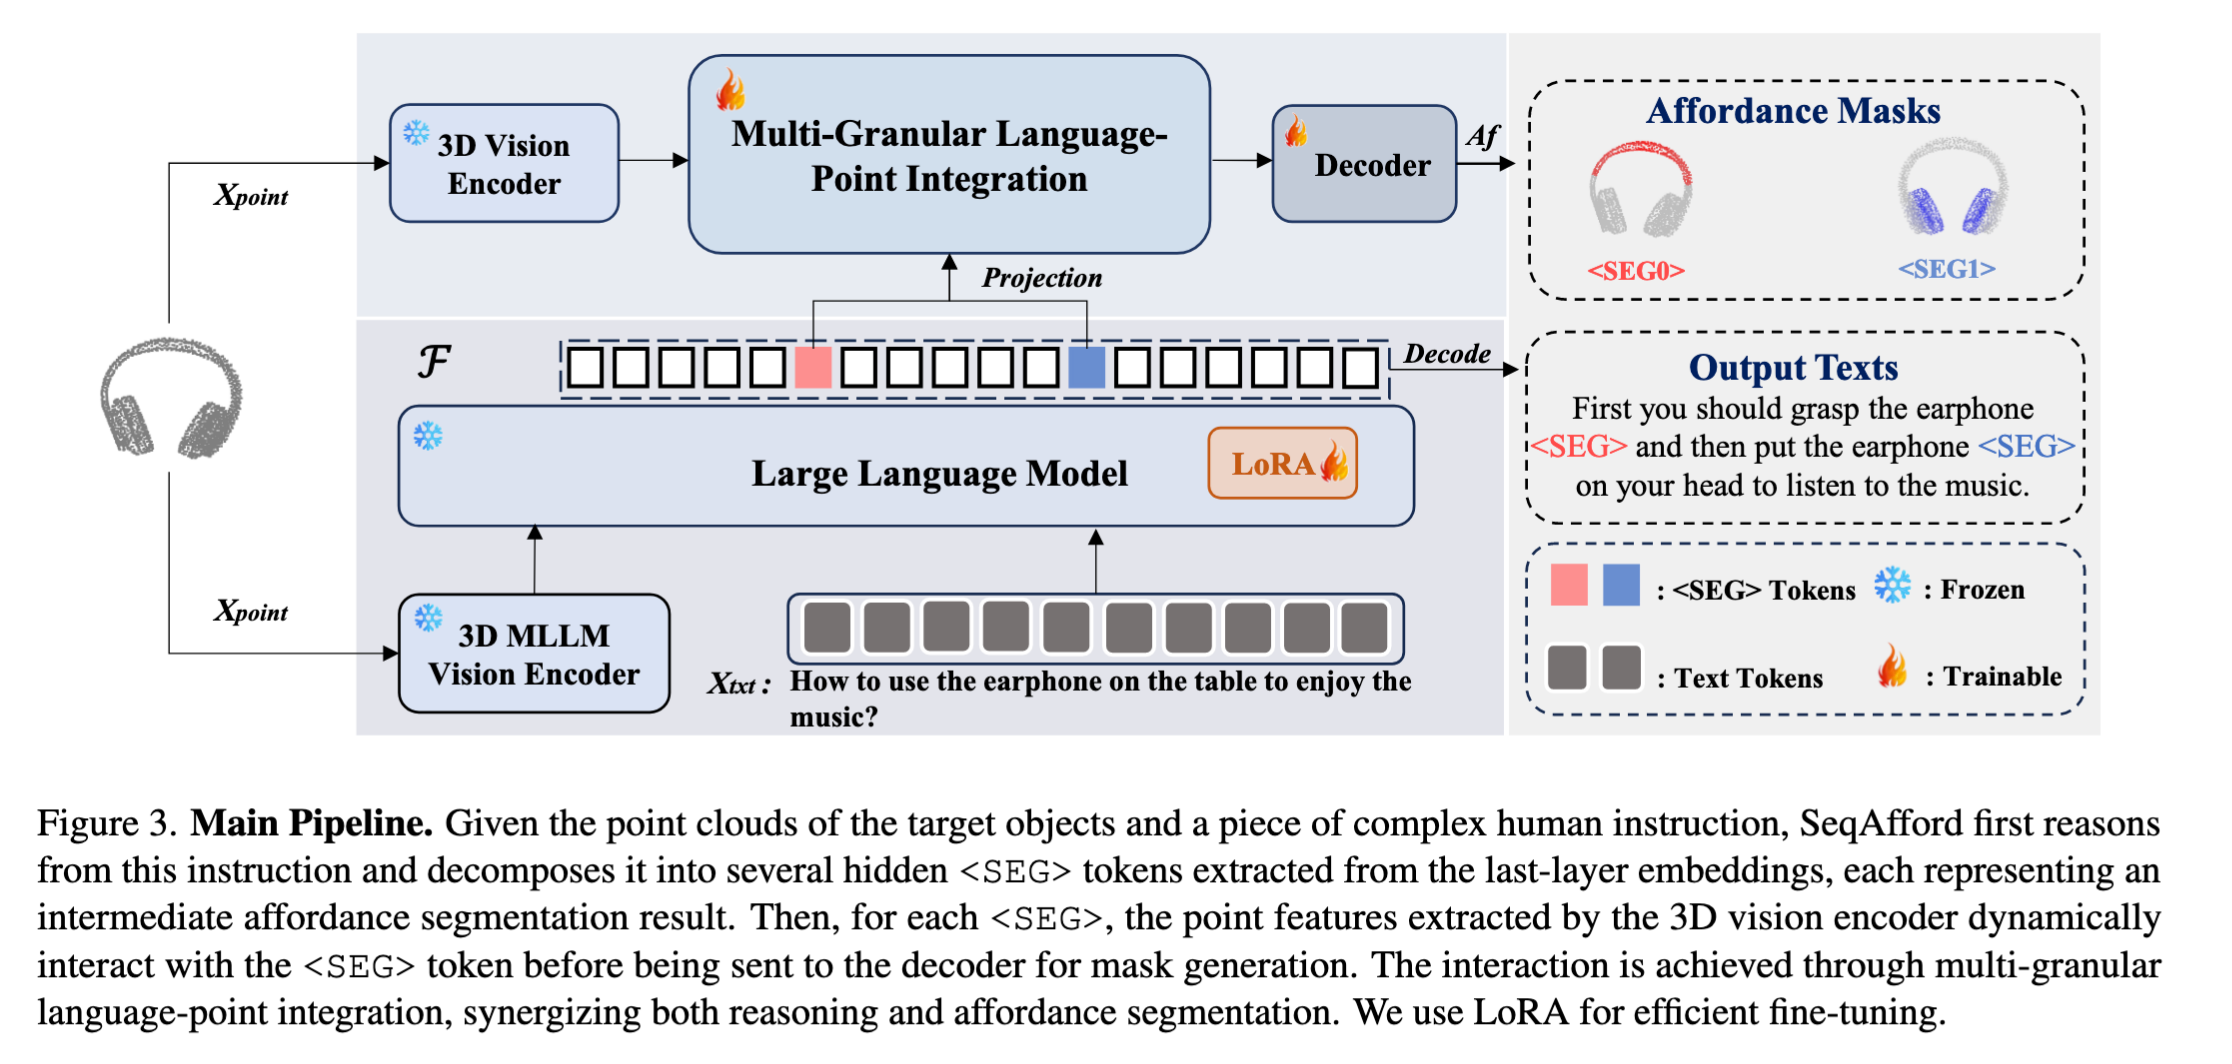 3D Vision
Encoder
Multi-Granular Language-
Point Integration
Decoder
Af
Affordance Masks
<SEG0>
<SEG1>
Xpoint
Projection
ℱ
Decode
Output Texts
First you should grasp the earphone
<SEG> and then put the earphone <SEG>
on your head to listen to the music.
Large Language Model
LoRA
Xpoint
3D MLLM
Vision Encoder
Xtxt : How to use the earphone on the table to enjoy the
music?
: <SEG> Tokens
: Frozen
: Text Tokens
: Trainable
Figure 3. Main Pipeline. Given the point clouds of the target objects and a piece of complex human instruction, SeqAfford first reasons
from this instruction and decomposes it into several hidden <SEG> tokens extracted from the last-layer embeddings, each representing an
intermediate affordance segmentation result. Then, for each <SEG>, the point features extracted by the 3D vision encoder dynamically
interact with the <SEG> token before being sent to the decoder for mask generation. The interaction is achieved through multi-granular
language-point integration, synergizing both reasoning and affordance segmentation. We use LoRA for efficient fine-tuning.